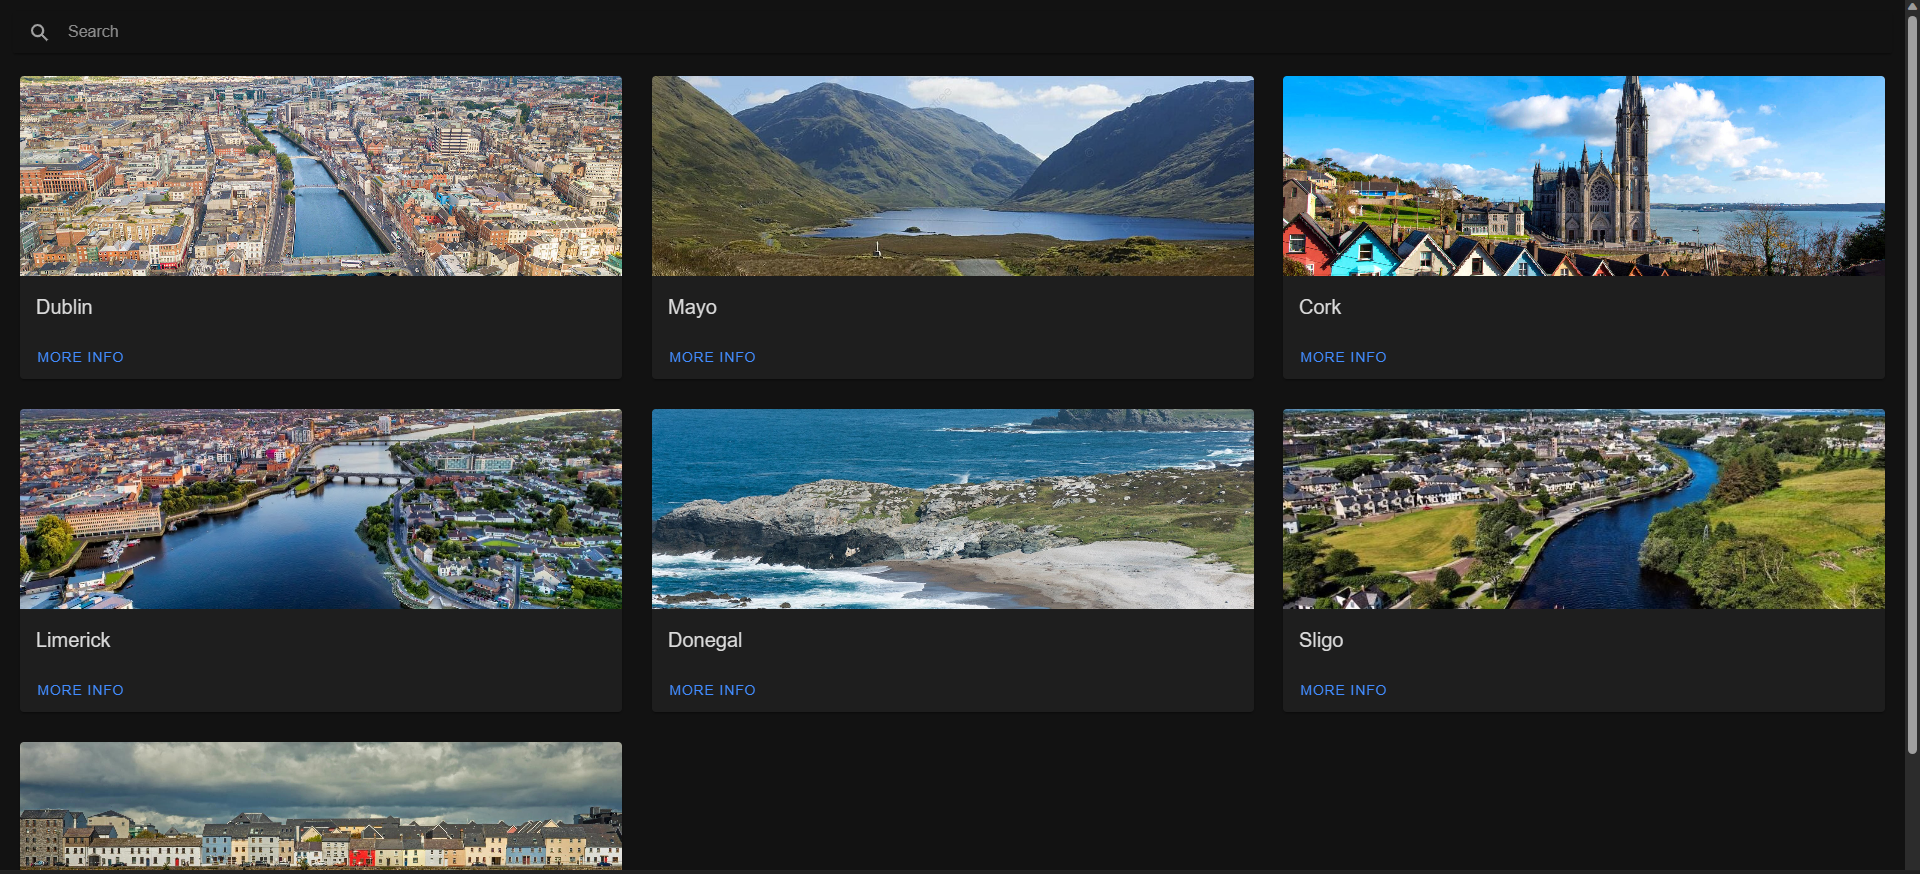 Search
Dublin
MORE INFO
Mayo
MORE INFO
Cork
MORE INFO
Limerick
MORE INFO
Donegal
MORE INFO
Sligo
MORE INFO